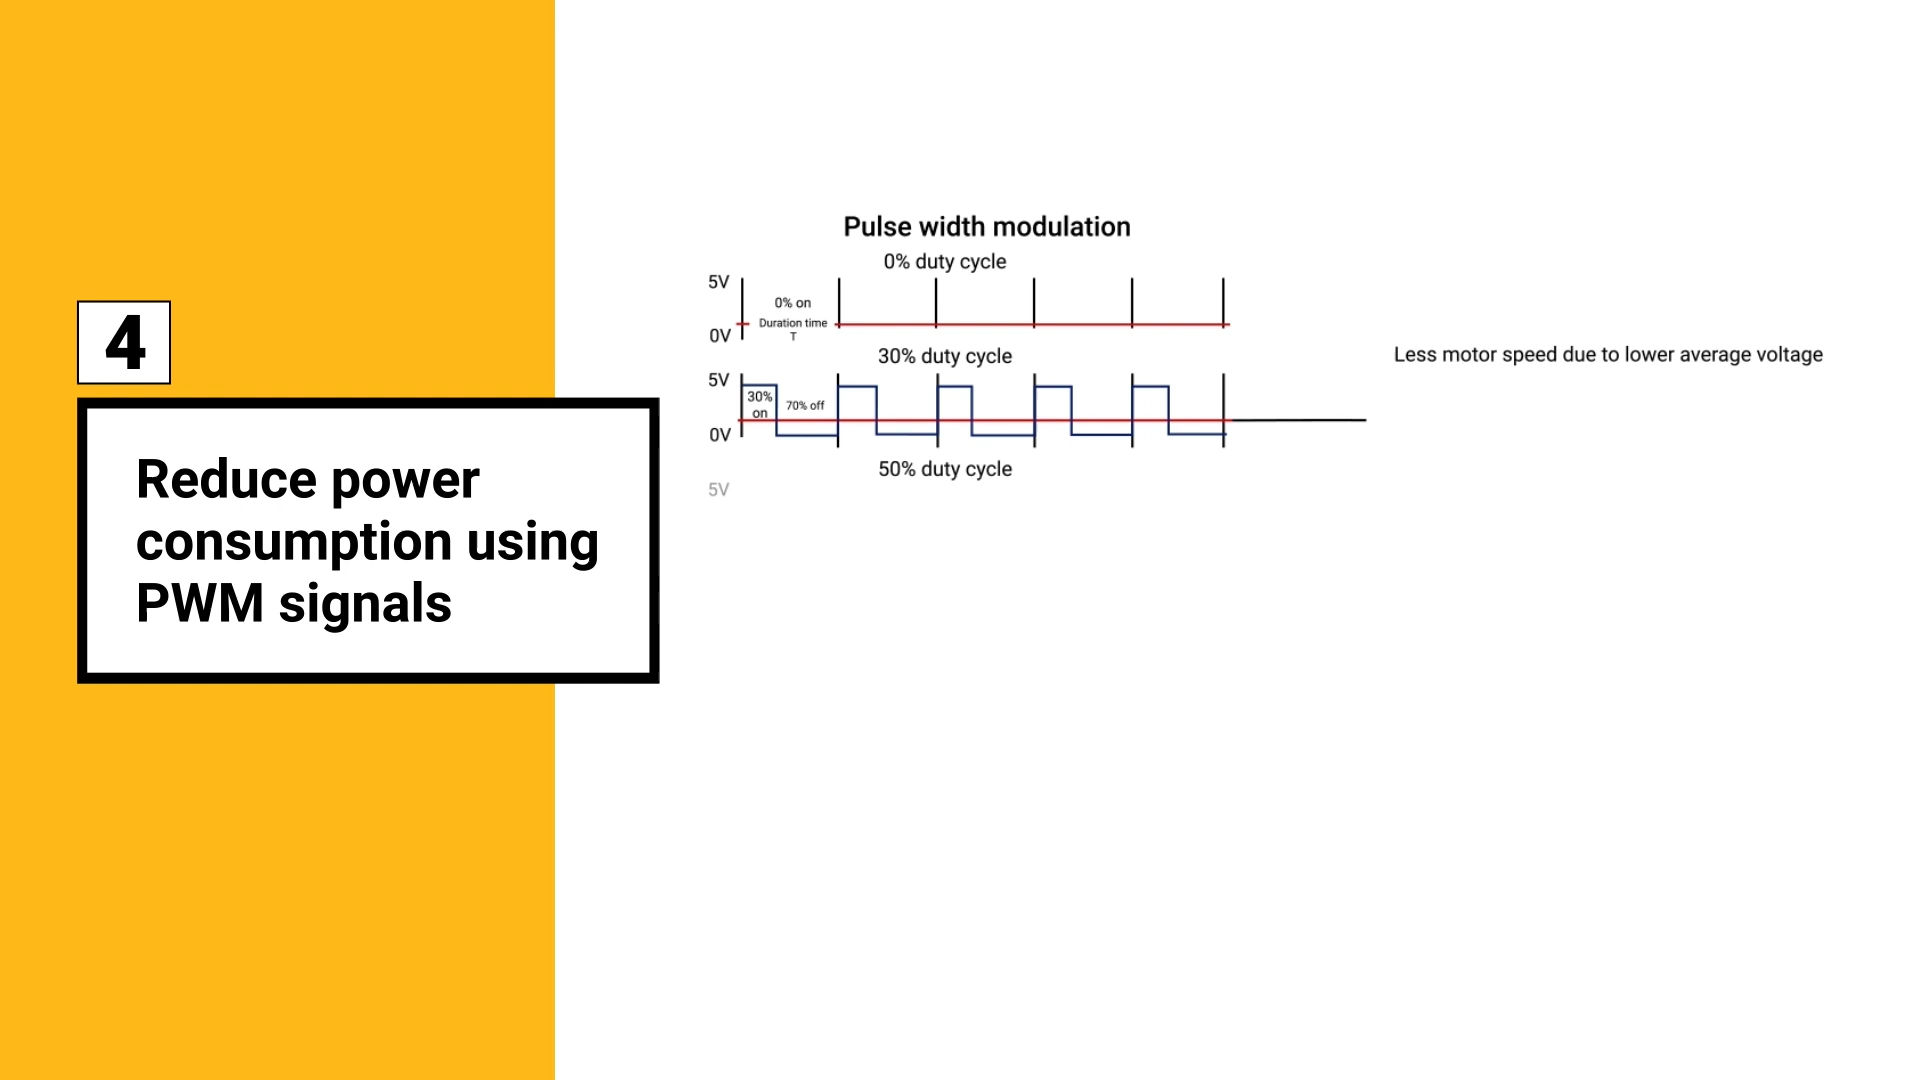 4
Reduce power
consumption using
PWM signals
Pulse width modulation
0% duty cycle
5V
0% on
Duration time
T
0V
30% duty cycle
Less motor speed due to lower average voltage
5V
30%
on
70% off
0V
50% duty cycle
5V